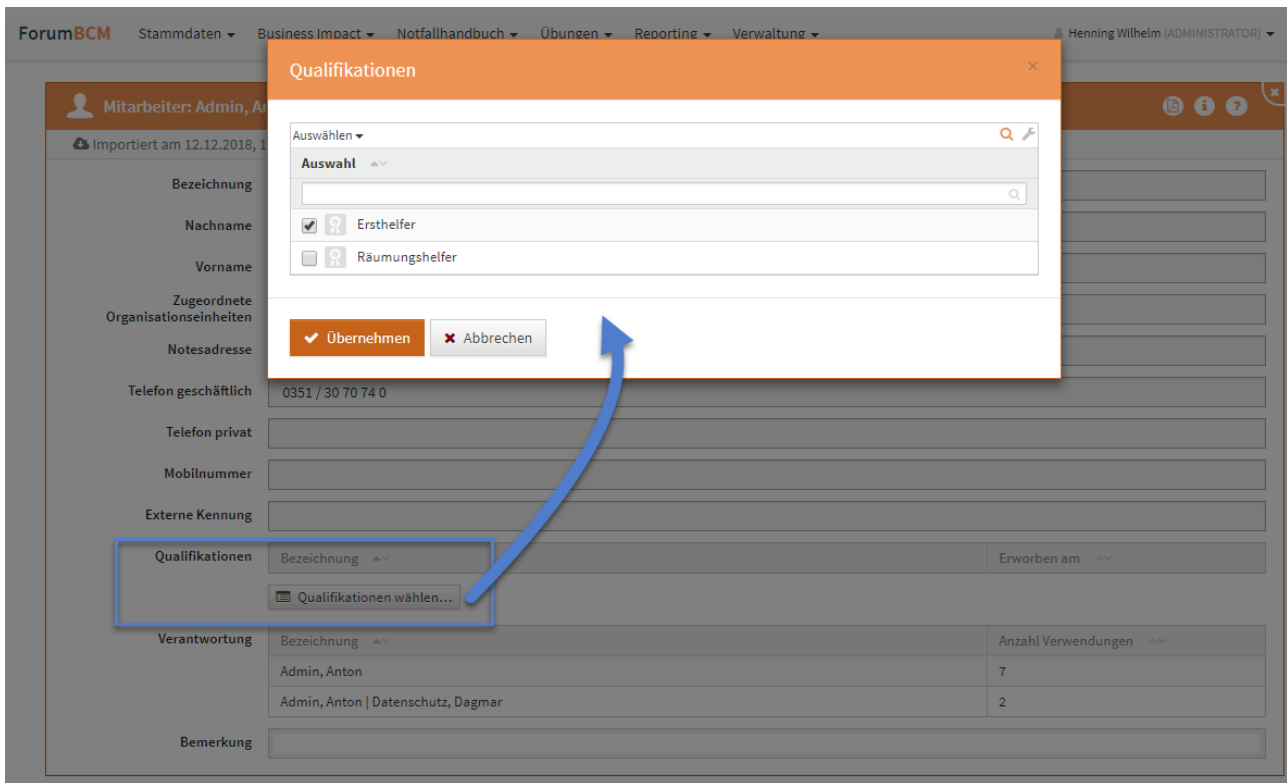 ForumBCM Stammdaten Business Impact Notfallhandbuch Übungen Reporting Verwaltung Henning Wilhelm (ADMINISTRATOR)
Qualifikationen
Mitarbeiter: Admin,
Importiert am 12.12.2018,
Auswählen
Auswahl
Ersthelfer
Räumungshelfer
Übernehmen Abbrechen
Bezeichnung
Nachname
Vorname
Zugeordnete
Organisationseinheiten
Notesadresse
Telefon geschäftlich 0351 / 30 70 74 0
Telefon privat
Mobilnummer
Externe Kennung
Qualifikationen Bezeichnung Erworben am
Qualifikationen wählen...
Verantwortung Bezeichnung Anzahl Verwendungen
Admin, Anton 7
Admin, Anton | Datenschutz, Dagmar 2
Bemerkung